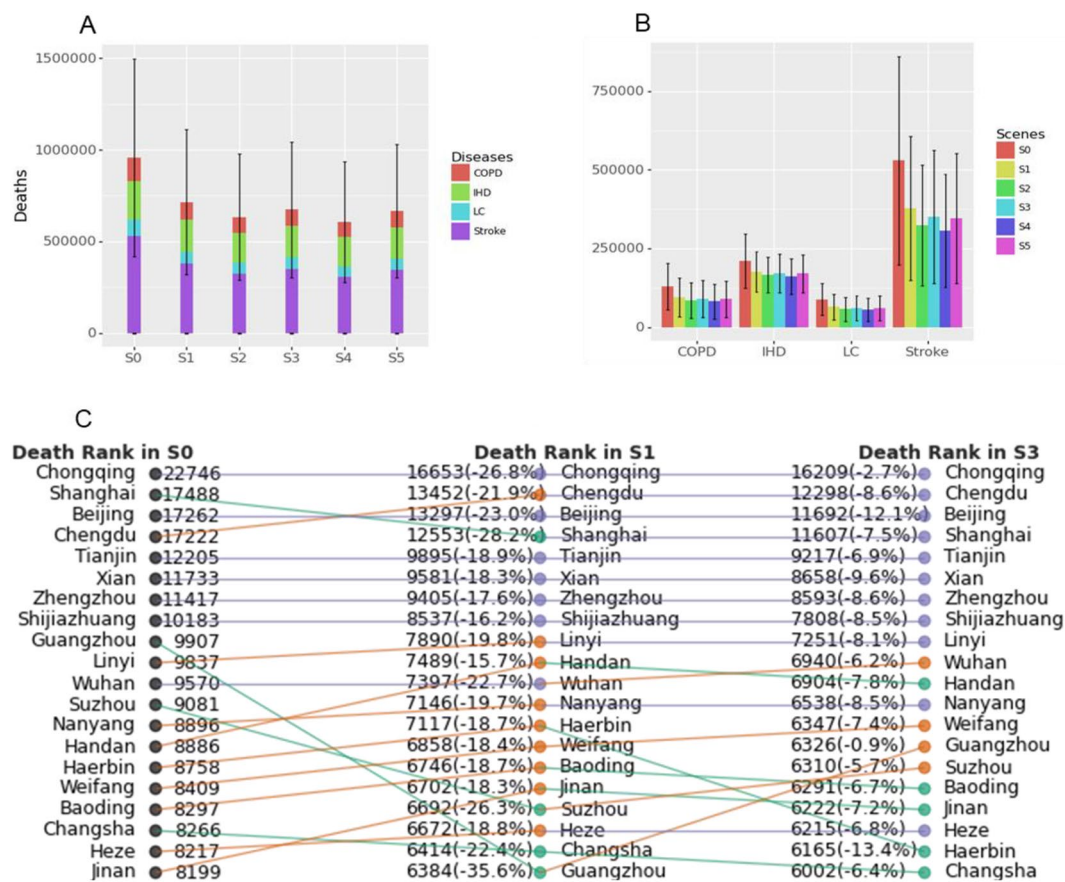 A
1500000
1000000
500000
0
Deaths
S0 S1 S2 S3 S4 S5
Diseases
COPD
IHD
LC
Stroke
B
750000
500000
250000
0
COPD IHD LC Stroke
Scenes
S0
S1
S2
S3
S4
S5
C
Death Rank in S0 Death Rank in S1 Death Rank in S3
Chongqing 22746 16653(-26.8%) Chongqing 16209(-2.7%) Chongqing
Shanghai 17488 13452(-21.9%) Chengdu 12298(-8.6%) Chengdu
Beijing 17262 13297(-23.0%) Beijing 11692(-12.1%) Beijing
Chengdu 17222 12553(-28.2%) Shanghai 11607(-7.5%) Shanghai
Tianjin 12205 9895(-18.9%) Tianjin 9217(-6.9%) Tianjin
Xian 11733 9581(-18.3%) Xian 8658(-9.6%) Xian
Zhengzhou 11417 9405(-17.6%) Zhengzhou 8593(-8.6%) Zhengzhou
Shijiazhuang 10183 8537(-16.2%) Shijiazhuang 7808(-8.5%) Shijiazhuang
Guangzhou 9907 7890(-19.8%) Linyi 7251(-8.1%) Linyi
Linyi 9837 7489(-15.7%) Handan 6940(-6.2%) Wuhan
Wuhan 9570 7397(-22.7%) Wuhan 6904(-7.8%) Handan
Suzhou 9081 7146(-19.7%) Nanyang 6538(-8.5%) Nanyang
Nanyang 8896 7117(-18.7%) Haerbin 6347(-7.4%) Weifang
Handan 8886 6858(-18.4%) Weifang 6326(-0.9%) Guangzhou
Haerbin 8758 6746(-18.7%) Baoding 6310(-5.7%) Suzhou
Weifang 8409 6702(-18.3%) Jinan 6291(-6.7%) Baoding
Baoding 8297 6692(-26.3%) Suzhou 6222(-7.2%) Jinan
Changsha 8266 6672(-18.8%) Heze 6215(-6.8%) Heze
Heze 8217 6414(-22.4%) Changsha 6165(-13.4%) Haerbin
Jinan 8199 6384(-35.6%) Guangzhou 6002(-6.4%) Changsha